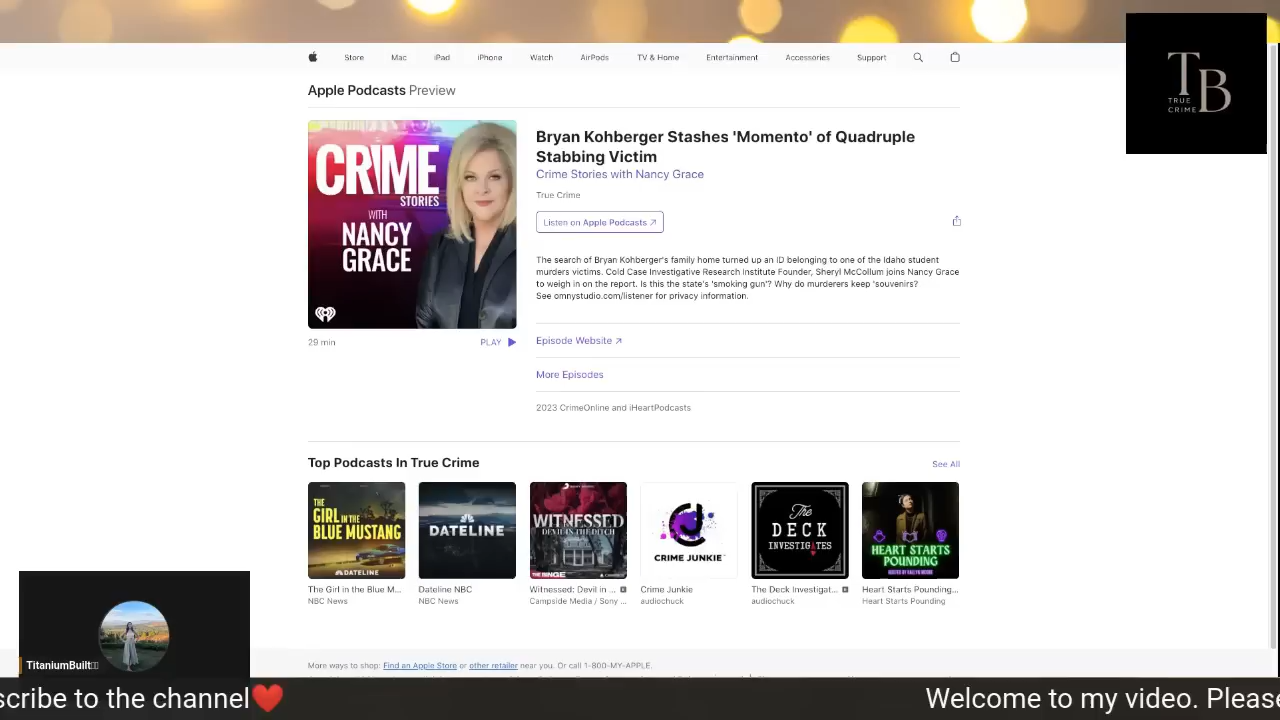 Store Mac iPad iPhone Watch AirPods TV & Home Entertainment Accessories Support
TB
TRUE
CRIME
Apple Podcasts Preview
CRIME
STORIES
WITH
NANCY
GRACE
29 min
PLAY
Bryan Kohberger Stashes 'Momento' of Quadruple
Stabbing Victim
Crime Stories with Nancy Grace
True Crime
Listen on Apple Podcasts ↗
The search of Bryan Kohberger's family home turned up an ID belonging to one of the Idaho student
murders victims. Cold Case Investigative Research Institute Founder, Sheryl McCollum joins Nancy Grace
to weigh in on the report. Is this the state's 'smoking gun'? Why do murderers keep 'souvenirs?
See omnystudio.com/listener for privacy information.
Episode Website ↗
More Episodes
2023 CrimeOnline and iHeartPodcasts
Top Podcasts In True Crime
See All
THE
GIRL IN THE
BLUE MUSTANG
DATELINE
DATELINE
WITNESSED
DEVIL IN THE DITCH
THE BINGE
CRIME JUNKIE
The
DECK
INVESTIGATES
HEART STARTS
POUNDING
The Girl in the Blue M...
NBC News
Dateline NBC
NBC News
Witnessed: Devil in ...
Campside Media / Sony ...
Crime Junkie
audiochuck
The Deck Investigat...
audiochuck
Heart Starts Pounding...
Heart Starts Pounding
TitaniumBuilt
More ways to shop: Find an Apple Store or other retailer near you. Or call 1-800-MY-APPLE.
scribe to the channel❤️ Welcome to my video. Please